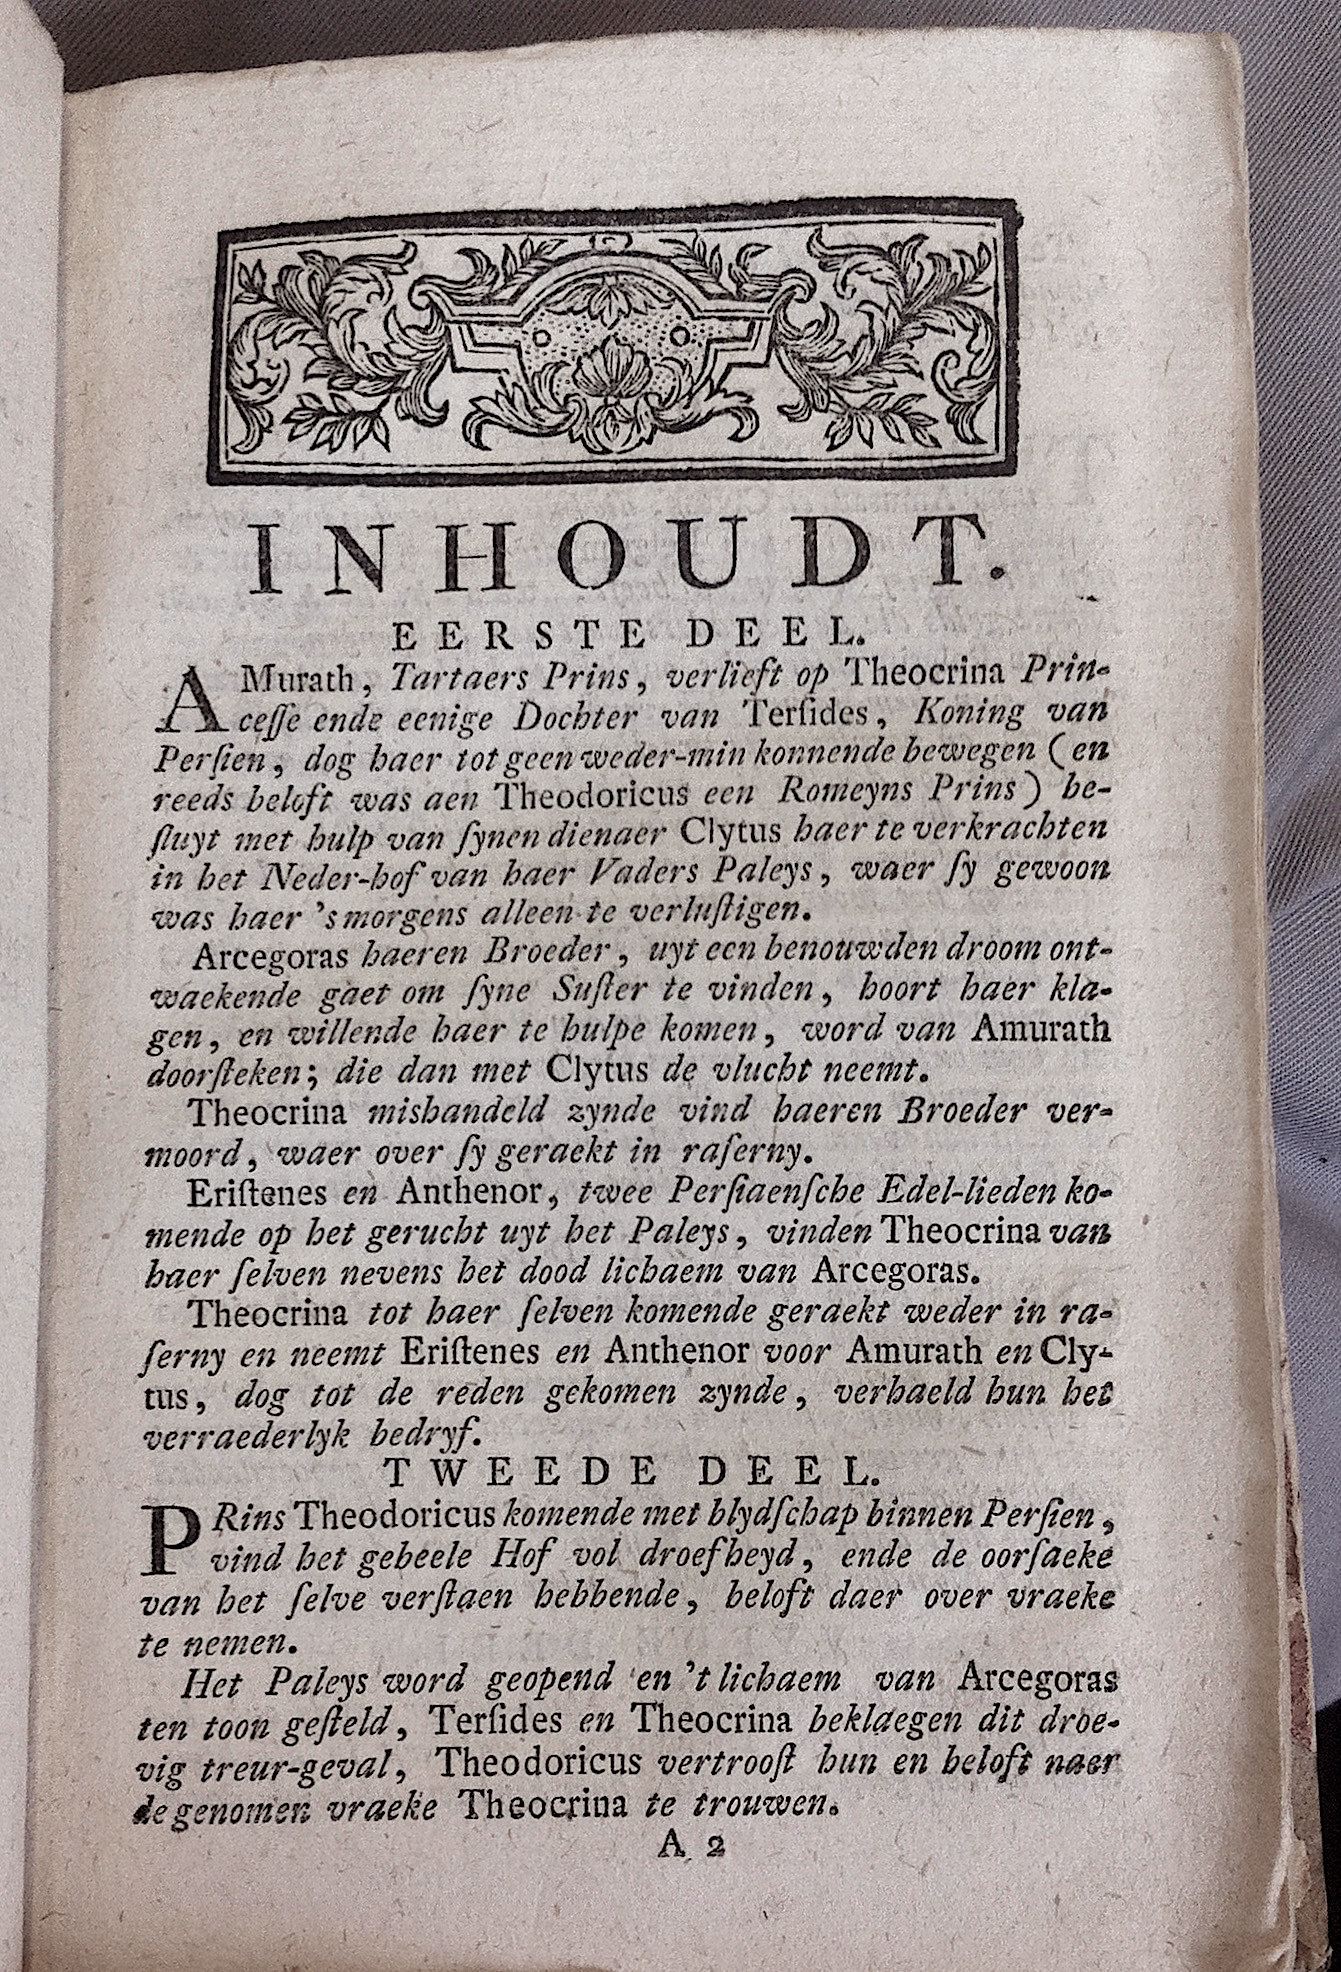 INHOUDT.
EERSTE DEEL.
AMurath, Tartaers Prins, verlieft op Theocrina Prin-
ceſſe ende eenige Dochter van Terſides, Koning van
Perſien, dog haer tot geen weder-min konnende bewegen (en
reeds beloft was aen Theodoricus een Romeyns Prins) be-
ſluyt met hulp van ſynen dienaer Clytus haer te verkrachten
in het Neder-hof van haer Vaders Paleys, waer ſy gewoon
was haer 's morgens alleen te verluſtigen.
Arcegoras haeren Broeder, uyt een benouwden droom ont-
waekende gaet om ſyne Suſter te vinden, hoort haer kla-
gen, en willende haer te hulpe komen, word van Amurath
doorſteken; die dan met Clytus de vlucht neemt.
Theocrina mishandeld zynde vind haeren Broeder ver-
moord, waer over ſy geraekt in raſerny.
Eriſtenes en Anthenor, twee Perſiaenſche Edel-lieden ko-
mende op het gerucht uyt het Paleys, vinden Theocrina van
haer ſelven nevens het dood lichaem van Arcegoras.
Theocrina tot haer ſelven komende geraekt weder in ra-
ſerny en neemt Eriſtenes en Anthenor voor Amurath en Cly-
tus, dog tot de reden gekomen zynde, verhaeld hun het
verraederlyk bedryf.
TWEEDE DEEL.
PRins Theodoricus komende met blydſchap binnen Perſien,
vind het geheele Hof vol droefheyd, ende de oorſaeke
van het ſelve verſtaen hebbende, beloft daer over vraeke
te nemen.
Het Paleys word geopend en 't lichaem van Arcegoras
ten toon geſteld, Terſides en Theocrina beklaegen dit droe-
vig treur-geval, Theodoricus vertrooſt hun en beloft naer
de genomen vraeke Theocrina te trouwen.
A 2